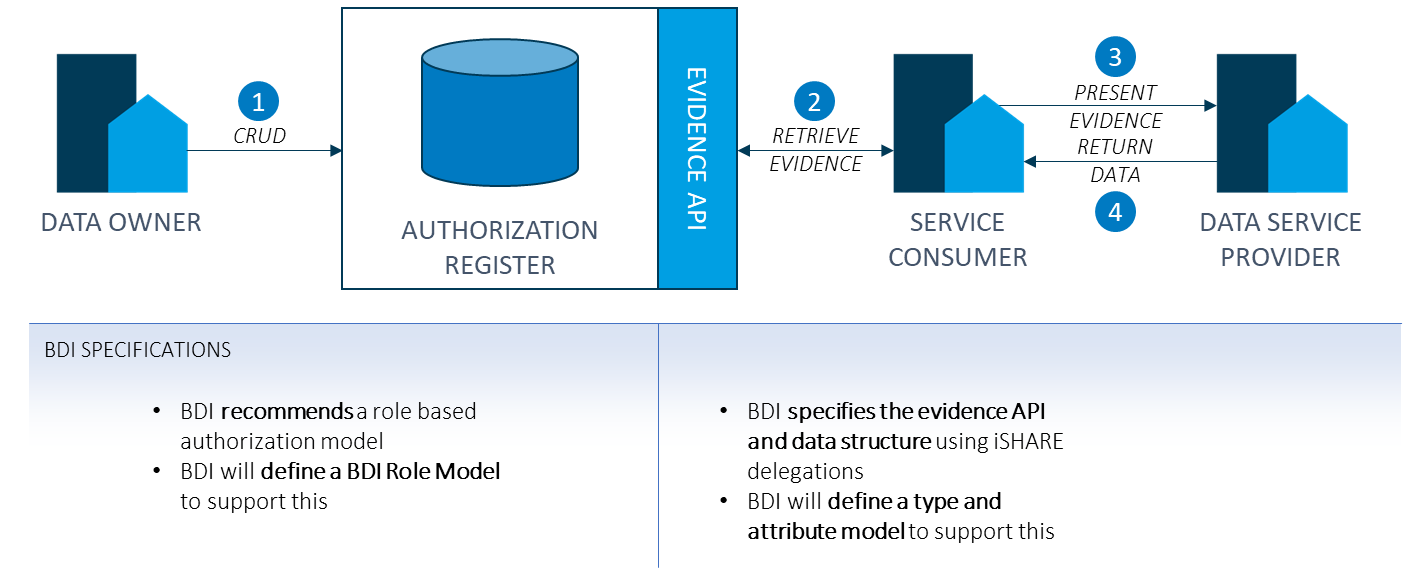 1
CRUD
DATA OWNER
AUTHORIZATION
REGISTER
EVIDENCE API
2
RETRIEVE
EVIDENCE
SERVICE
CONSUMER
3
PRESENT
EVIDENCE
RETURN
DATA
4
DATA SERVICE
PROVIDER
BDI SPECIFICATIONS
• BDI recommends a role based
authorization model
• BDI will define a BDI Role Model
to support this
• BDI specifies the evidence API
and data structure using iSHARE
delegations
• BDI will define a type and
attribute model to support this